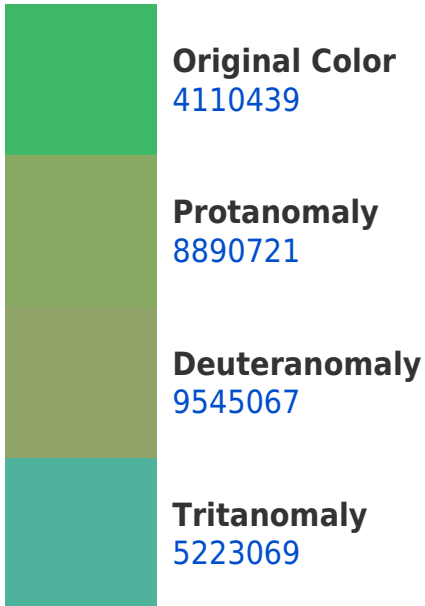 Original Color
4110439
Protanomaly
8890721
Deuteranomaly
9545067
Tritanomaly
5223069